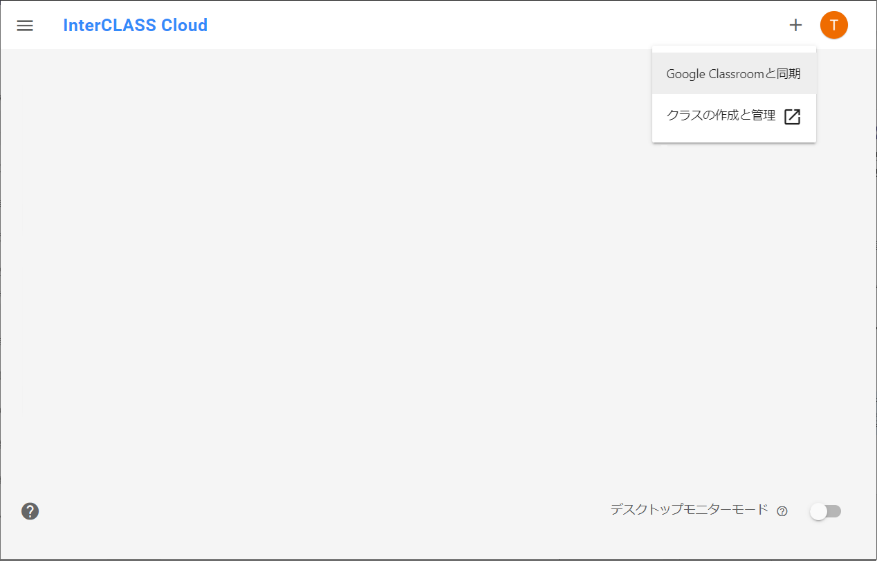 InterCLASS Cloud
T
Google Classroomと同期
クラスの作成と管理
デスクトップモニターモード